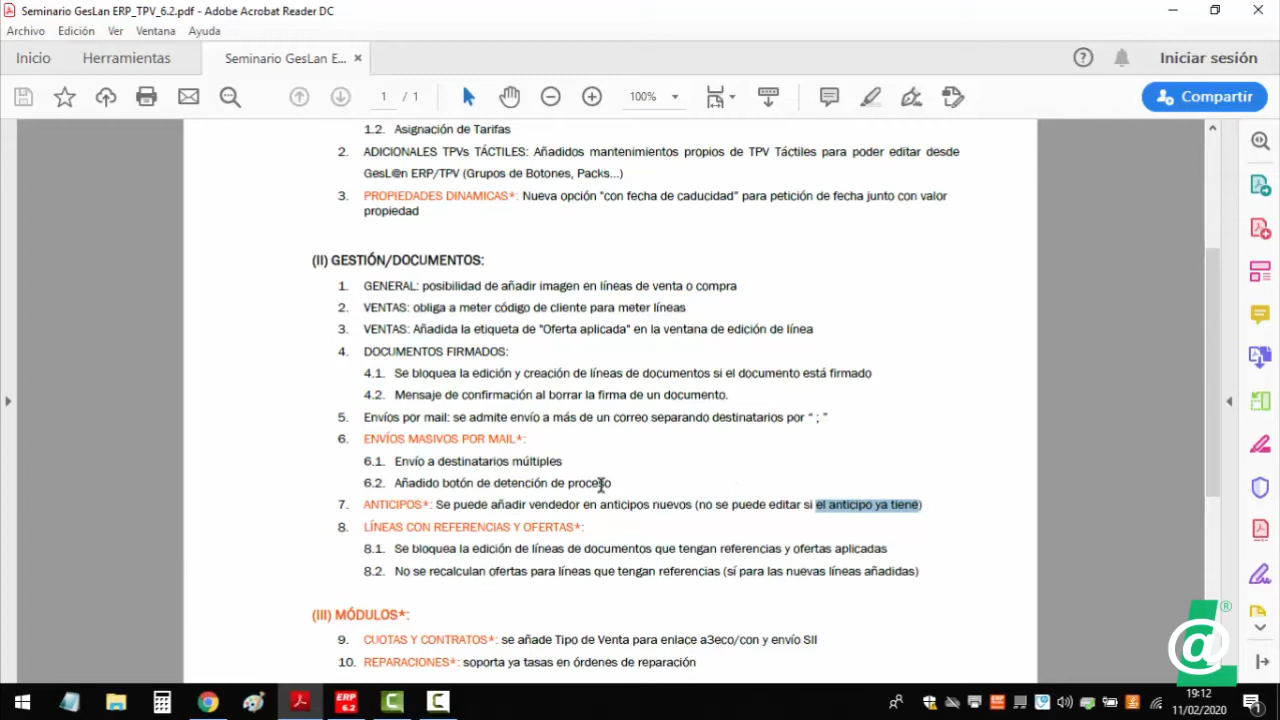 Seminario GesLan ERP_TPV_6.2.pdf - Adobe Acrobat Reader DC
Archivo Edición Ver Ventana Ayuda
Inicio Herramientas Seminario GesLan E... × Iniciar sesión
1 / 1 100% Compartir
1.2. Asignación de Tarifas
2. ADICIONALES TPVs TÁCTILES: Añadidos mantenimientos propios de TPV Táctiles para poder editar desde
GesL@n ERP/TPV (Grupos de Botones, Packs...)
3. PROPIEDADES DINAMICAS*: Nueva opción "con fecha de caducidad" para petición de fecha junto con valor
propiedad
(II) GESTIÓN/DOCUMENTOS:
1. GENERAL: posibilidad de añadir imagen en líneas de venta o compra
2. VENTAS: obliga a meter código de cliente para meter líneas
3. VENTAS: Añadida la etiqueta de "Oferta aplicada" en la ventana de edición de línea
4. DOCUMENTOS FIRMADOS:
4.1. Se bloquea la edición y creación de líneas de documentos si el documento está firmado
4.2. Mensaje de confirmación al borrar la firma de un documento.
5. Envíos por mail: se admite envío a más de un correo separando destinatarios por " ; "
6. ENVÍOS MASIVOS POR MAIL*:
6.1. Envío a destinatarios múltiples
6.2. Añadido botón de detención de proceso
7. ANTICIPOS*: Se puede añadir vendedor en anticipos nuevos (no se puede editar si el anticipo ya tiene)
8. LÍNEAS CON REFERENCIAS Y OFERTAS*:
8.1. Se bloquea la edición de líneas de documentos que tengan referencias y ofertas aplicadas
8.2. No se recalculan ofertas para líneas que tengan referencias (sí para las nuevas líneas añadidas)
(III) MÓDULOS*:
9. CUOTAS Y CONTRATOS*: se añade Tipo de Venta para enlace a3eco/con y envío SII
10. REPARACIONES*: soporta ya tasas en órdenes de reparación
@ ®
ERP 6.2
19:12
11/02/2020